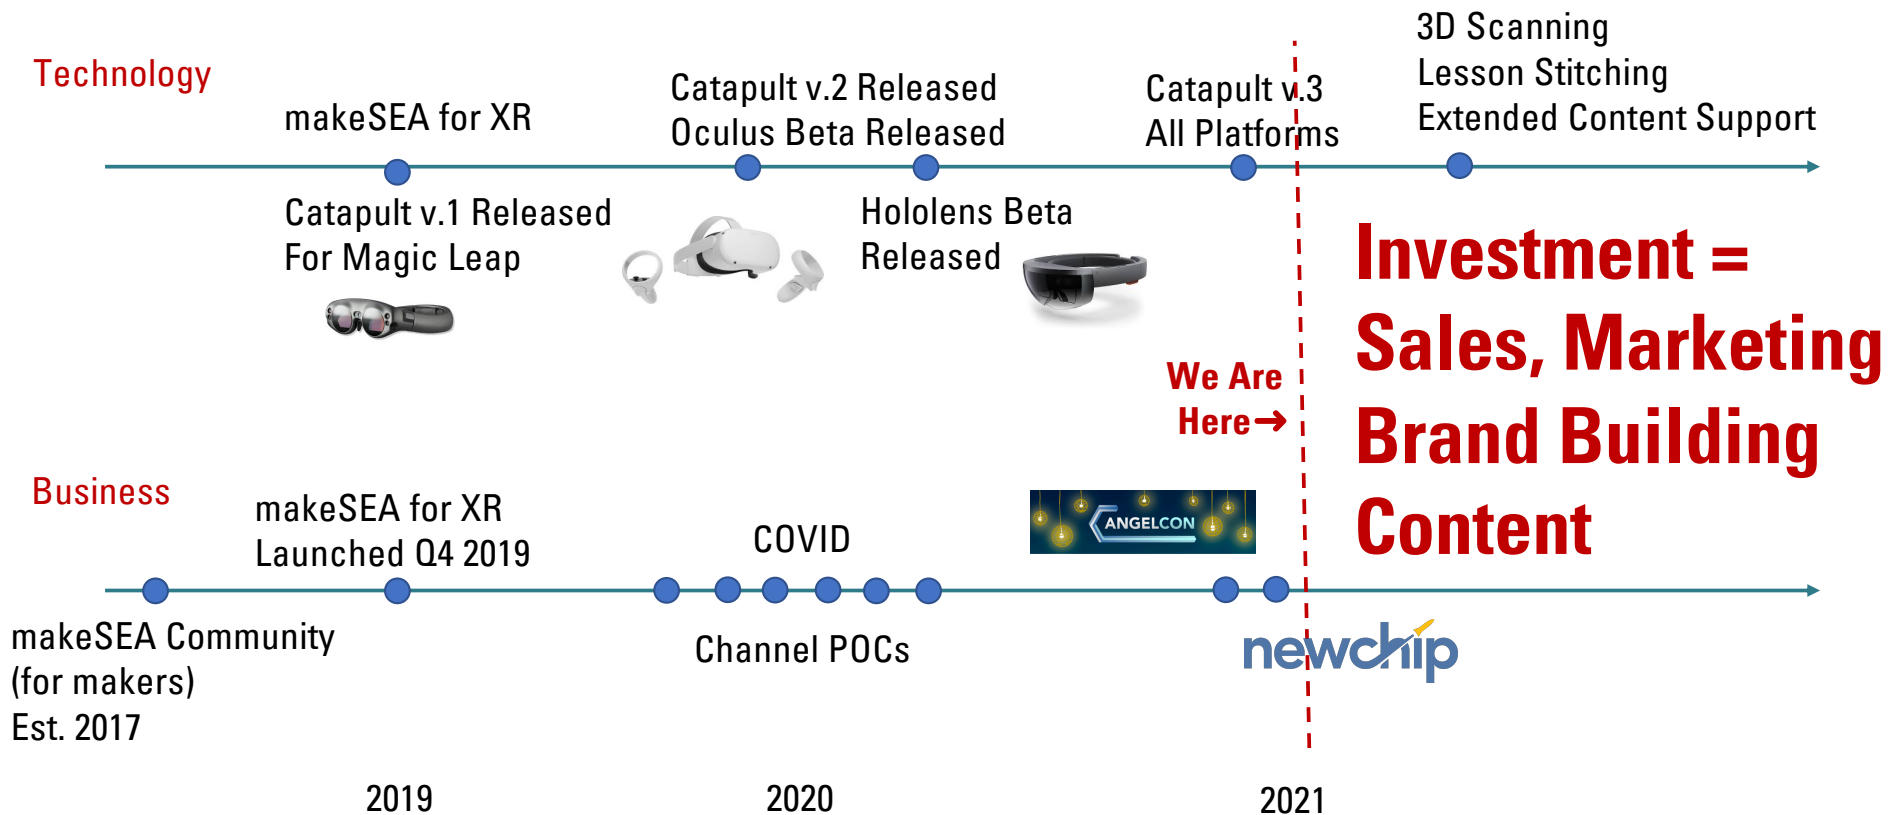 Technology
makeSEA for XR
Catapult v.2 Released
Oculus Beta Released
Catapult v.3
All Platforms
3D Scanning
Lesson Stitching
Extended Content Support
Catapult v.1 Released
For Magic Leap
Hololens Beta
Released
Investment =
Sales, Marketing
Brand Building
Content
We Are
Here→
Business
makeSEA for XR
Launched Q4 2019
COVID
ANGELCON
makeSEA Community
(for makers)
Est. 2017
Channel POCs
newchip
2019
2020
2021